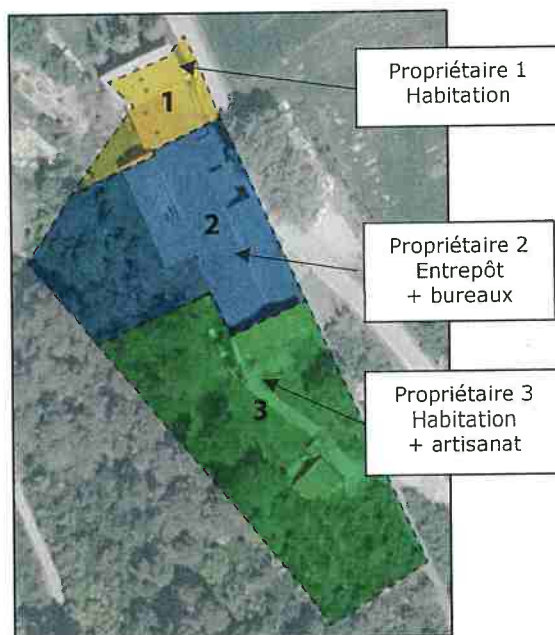 1
Propriétaire 1
Habitation
2
Propriétaire 2
Entrepôt
+ bureaux
3
Propriétaire 3
Habitation
+ artisanat